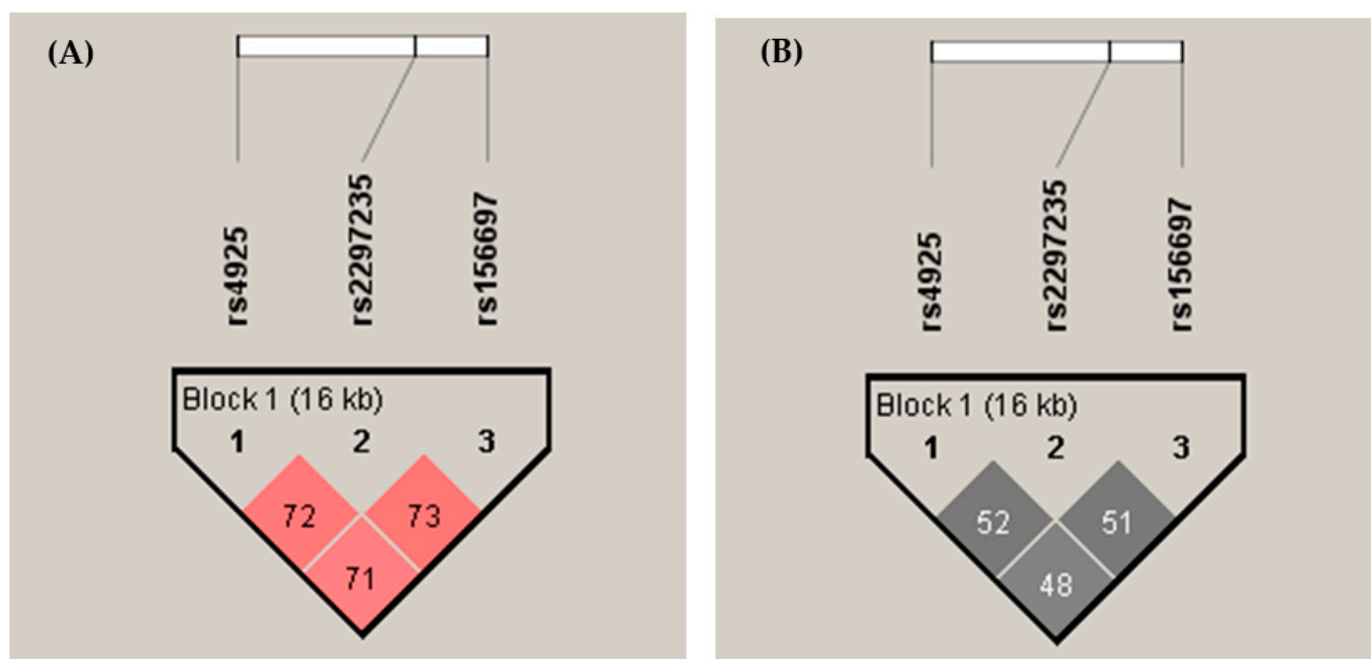 (A)
rs4925
rs2297235
rs156697
Block 1 (16 kb)
1 2 3
72 73
71
(B)
rs4925
rs2297235
rs156697
Block 1 (16 kb)
1 2 3
52 51
48